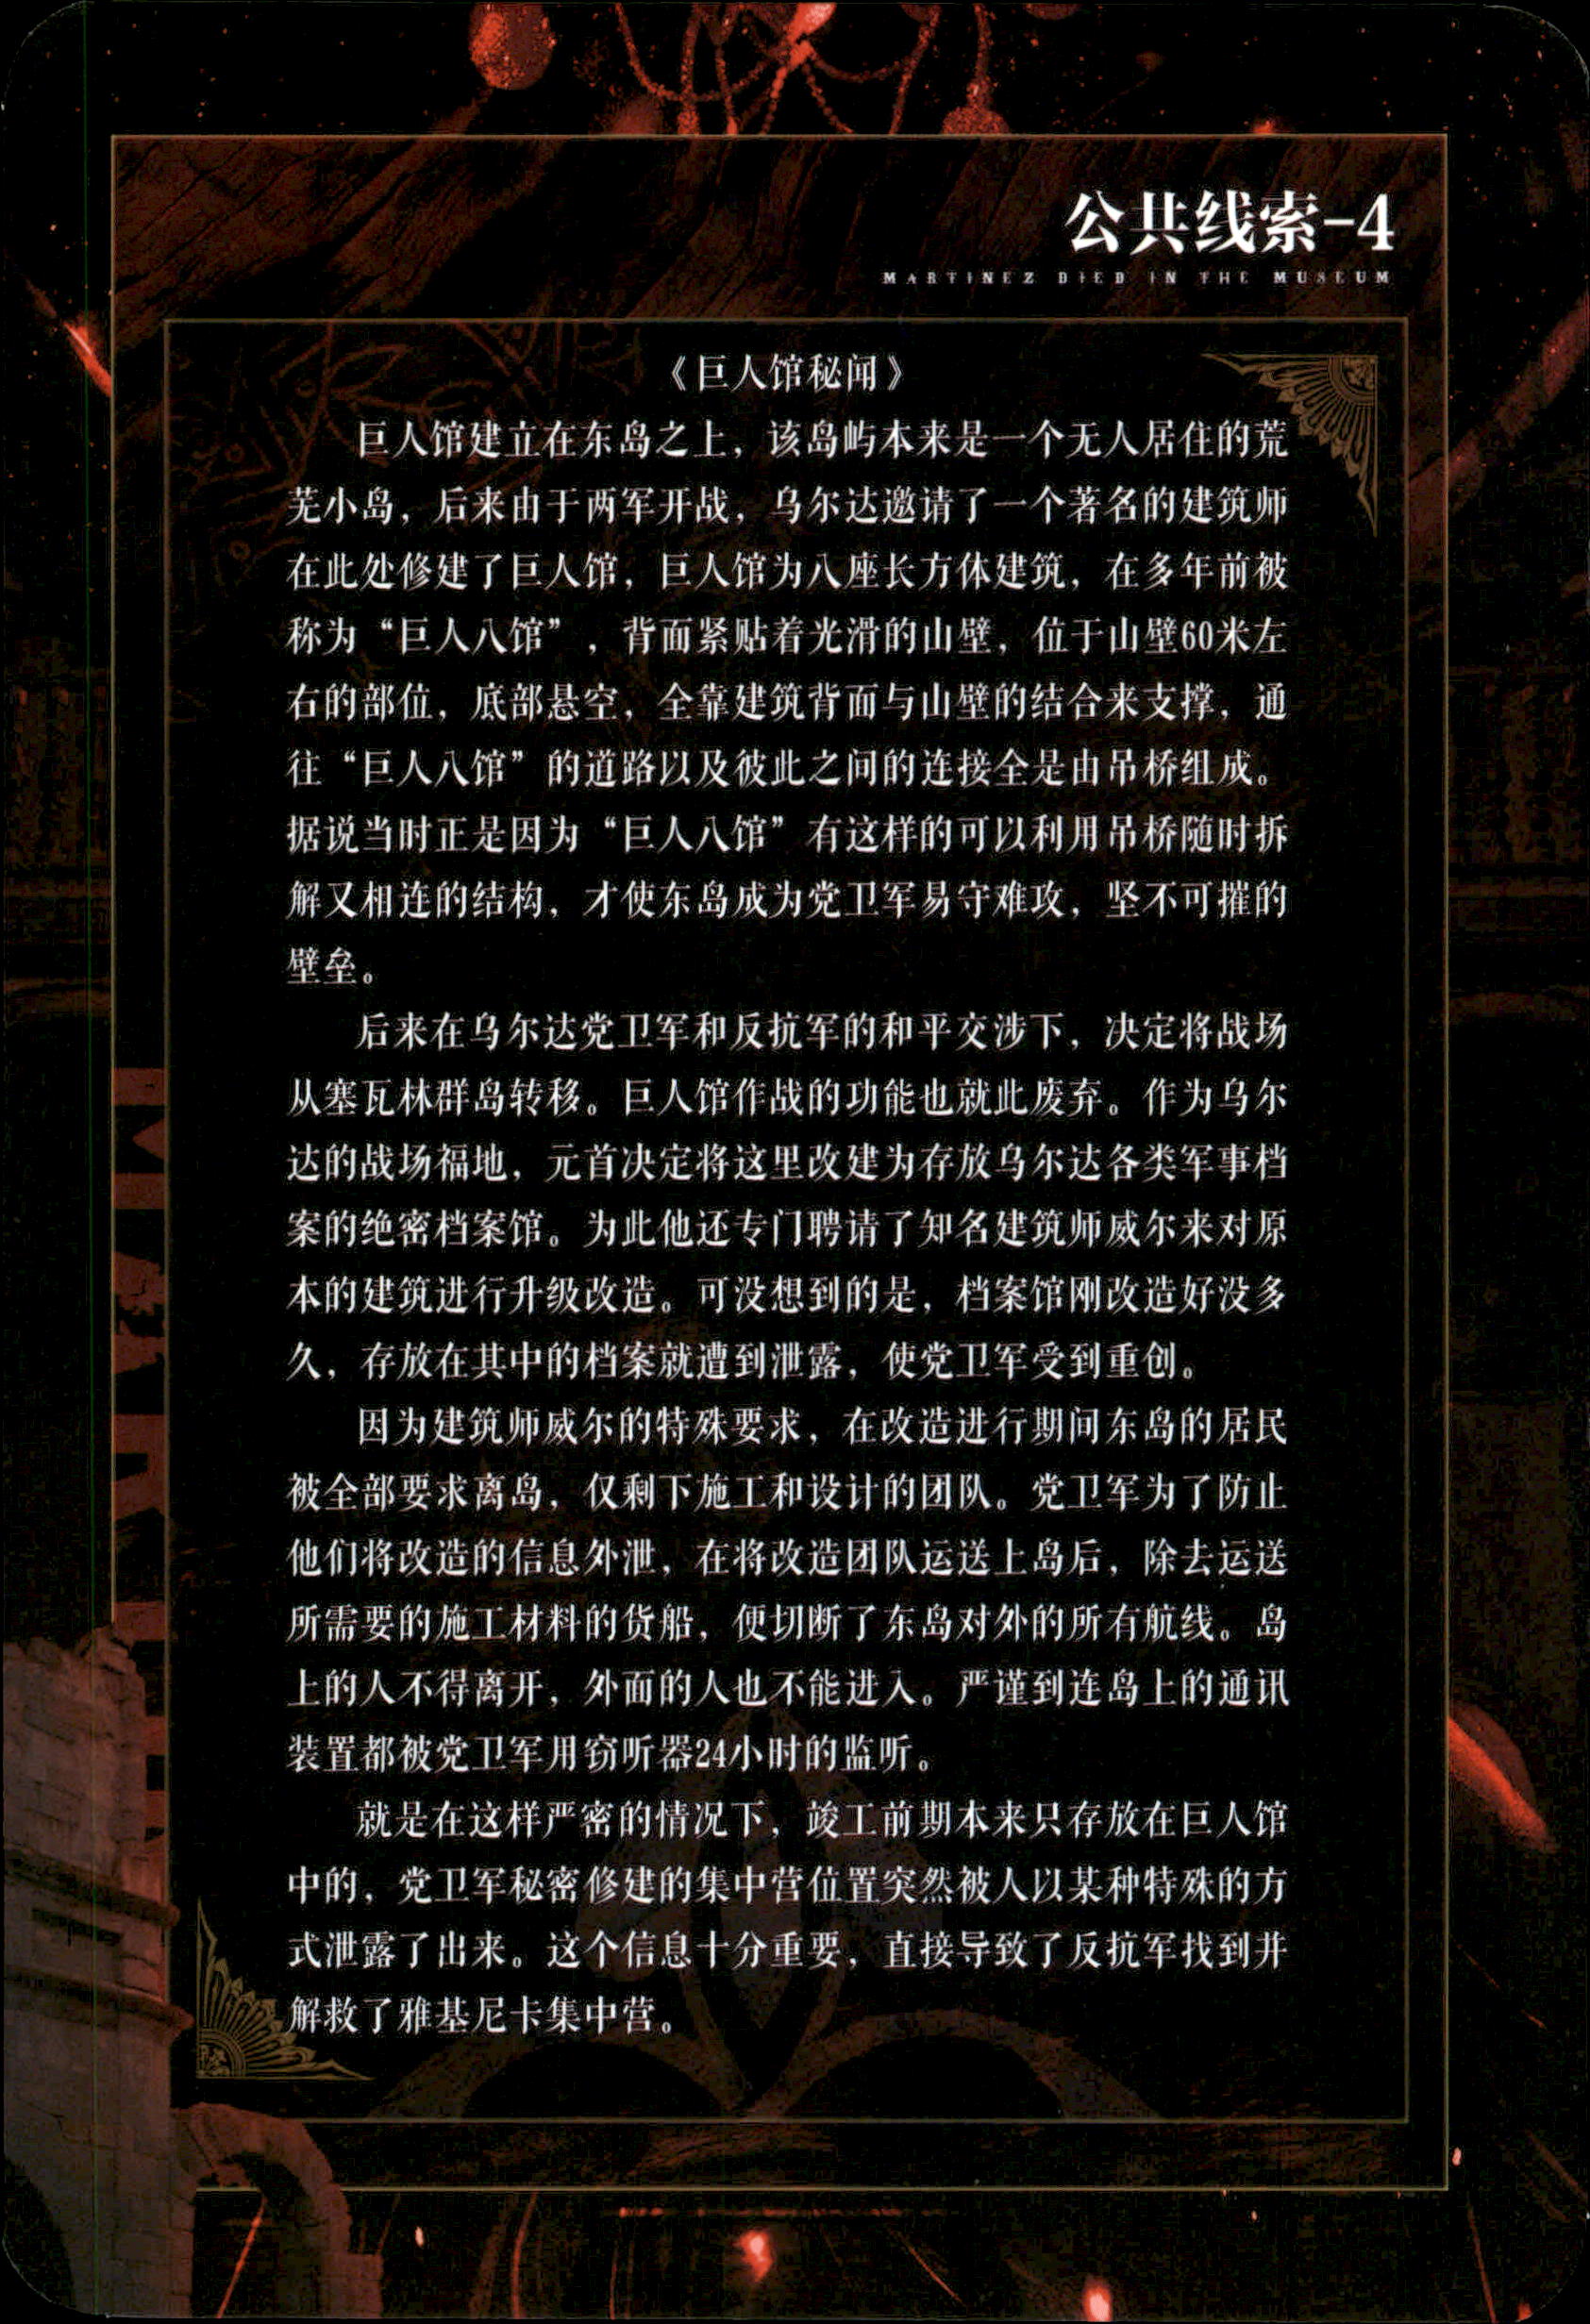 公共线索-4
MARTINEZ DIED IN THE MUSEUM
《巨人馆秘闻》
巨人馆建立在东岛之上，该岛屿本来是一个无人居住的荒
芜小岛，后来由于两军开战，乌尔达邀请了一个著名的建筑师
在此处修建了巨人馆，巨人馆为八座长方体建筑，在多年前被
称为“巨人八馆”，背面紧贴着光滑的山壁，位于山壁60米左
右的部位，底部悬空，全靠建筑背面与山壁的结合来支撑，通
往“巨人八馆”的道路以及彼此之间的连接全是由吊桥组成。
据说当时正是因为“巨人八馆”有这样的可以利用吊桥随时拆
解又相连的结构，才使东岛成为党卫军易守难攻，坚不可摧的
壁垒。
后来在乌尔达党卫军和反抗军的和平交涉下，决定将战场
从塞瓦林群岛转移。巨人馆作战的功能也就此废弃。作为乌尔
达的战场福地，元首决定将这里改建为存放乌尔达各类军事档
案的绝密档案馆。为此他还专门聘请了知名建筑师威尔来对原
本的建筑进行升级改造。可没想到的是，档案馆刚改造好没多
久，存放在其中的档案就遭到泄露，使党卫军受到重创。
因为建筑师威尔的特殊要求，在改造进行期间东岛的居民
被全部要求离岛，仅剩下施工和设计的团队。党卫军为了防止
他们将改造的信息外泄，在将改造团队运送上岛后，除去运送
所需要的施工材料的货船，便切断了东岛对外的所有航线。岛
上的人不得离开，外面的人也不能进入。严谨到连岛上的通讯
装置都被党卫军用窃听器24小时的监听。
就是在这样严密的情况下，竣工前期本来只存放在巨人馆
中的，党卫军秘密修建的集中营位置突然被人以某种特殊的方
式泄露了出来。这个信息十分重要，直接导致了反抗军找到并
解救了雅基尼卡集中营。